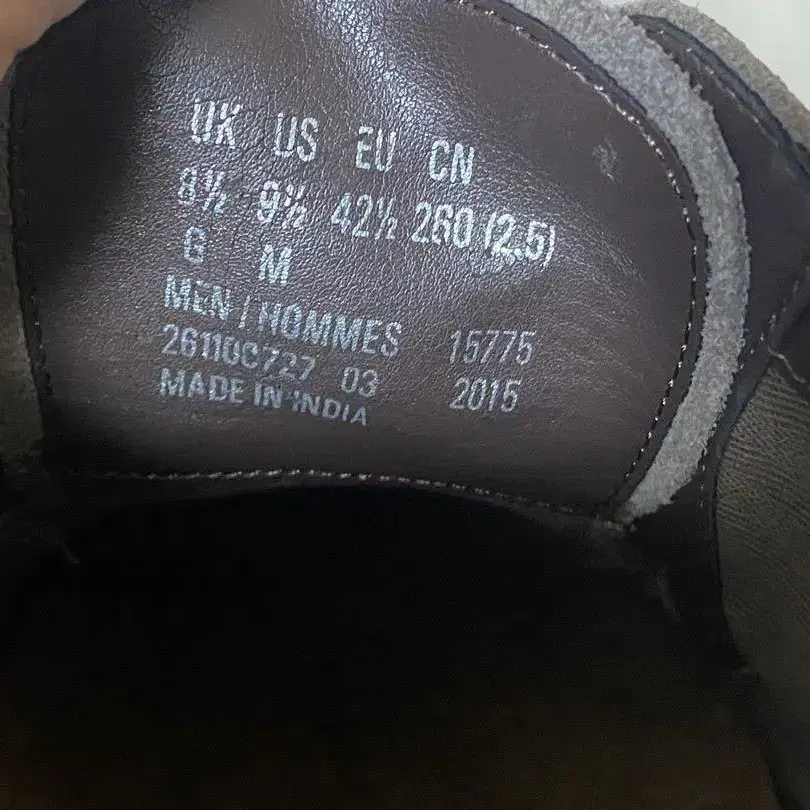 UK US EU CN
8½ 9½ 42½ 260 (2.5)
G M
MEN / HOMMES 15775
26110C727 03 2015
MADE IN INDIA